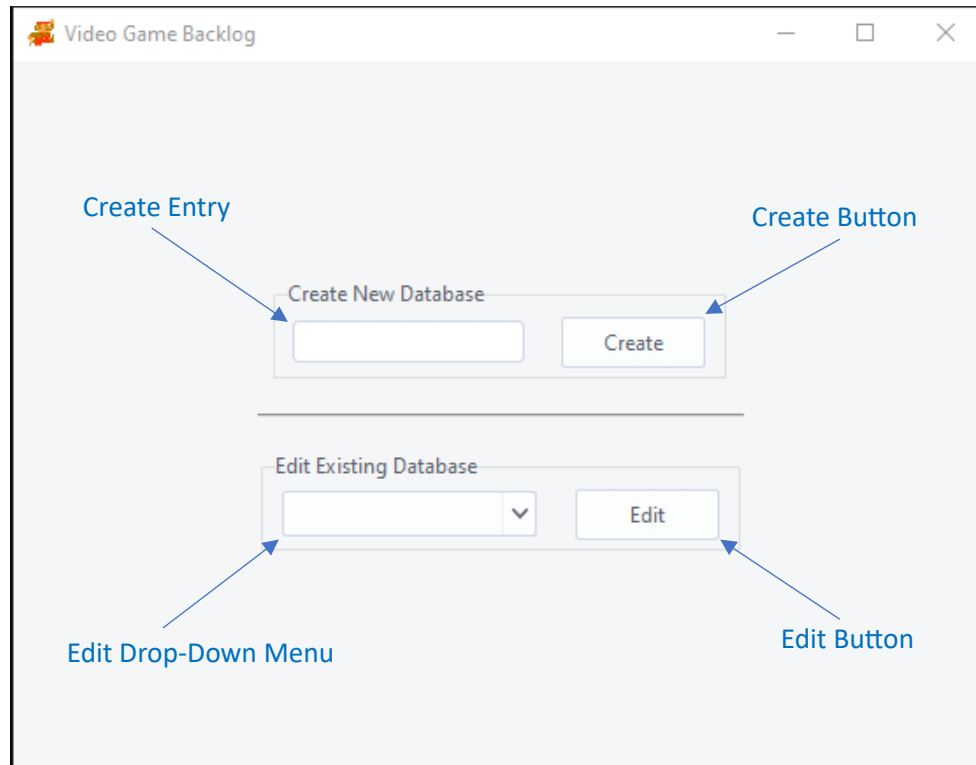 Video Game Backlog
Create Entry
Create Button
Create New Database
Create
Edit Existing Database
Edit
Edit Button
Edit Drop-Down Menu